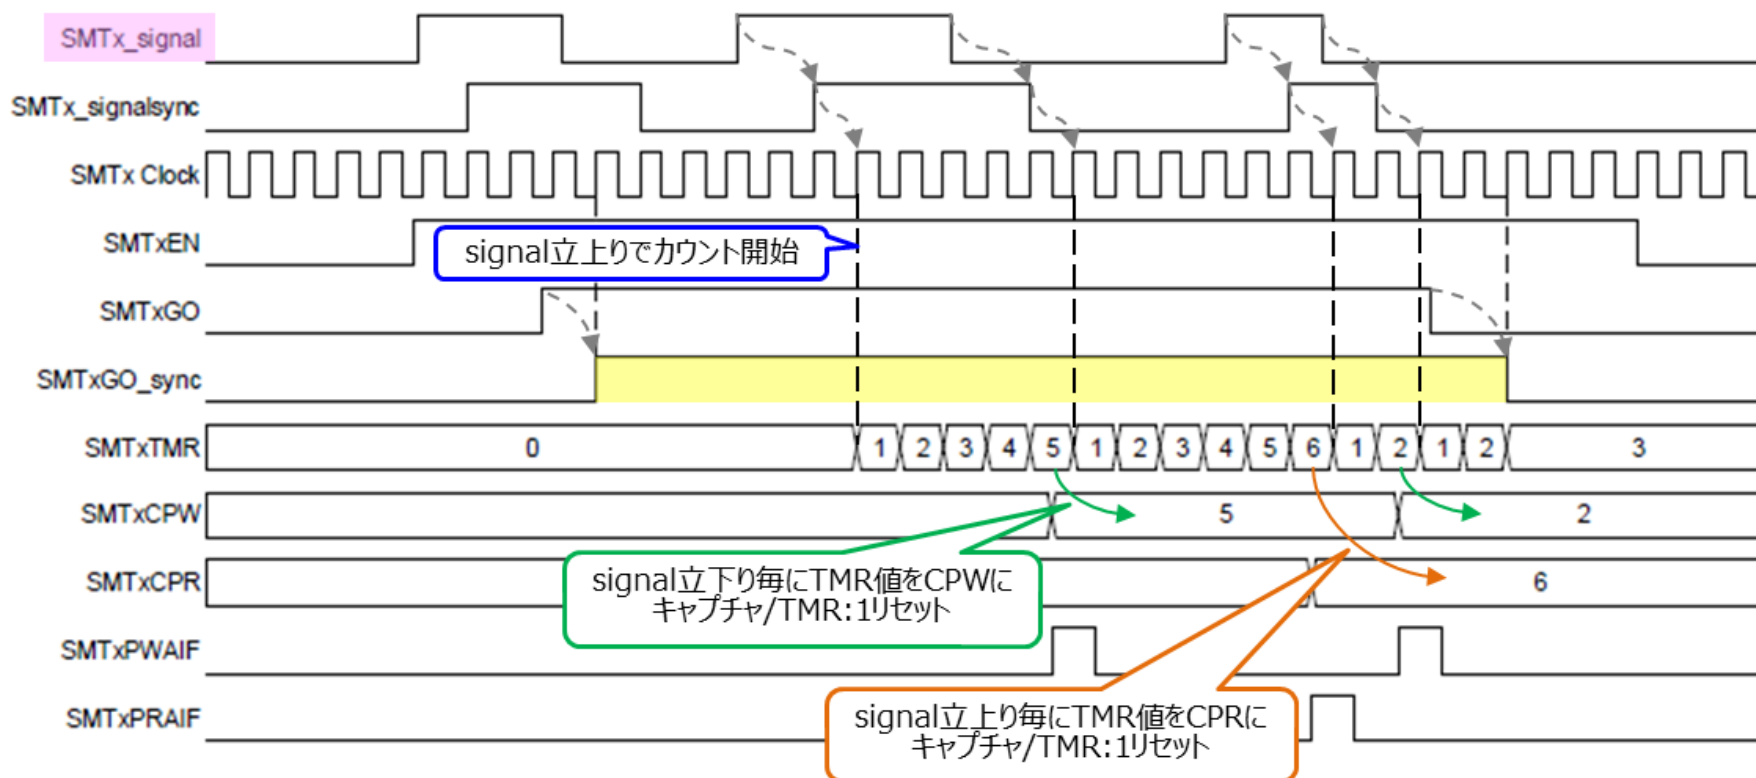 SMTx_signal
SMTx_signalsync
SMTx Clock
SMTxEN
signal立上りでカウント開始
SMTxGO
SMTxGO_sync
SMTxTMR
0 1 2 3 4 5 1 2 3 4 5 6 1 2 1 2 3
SMTxCPW
5 2
SMTxCPR
6
signal立下り毎にTMR値をCPWに
キャプチャ/TMR:1リセット
SMTxPWAIF
SMTxPRAIF
signal立上り毎にTMR値をCPRに
キャプチャ/TMR:1リセット